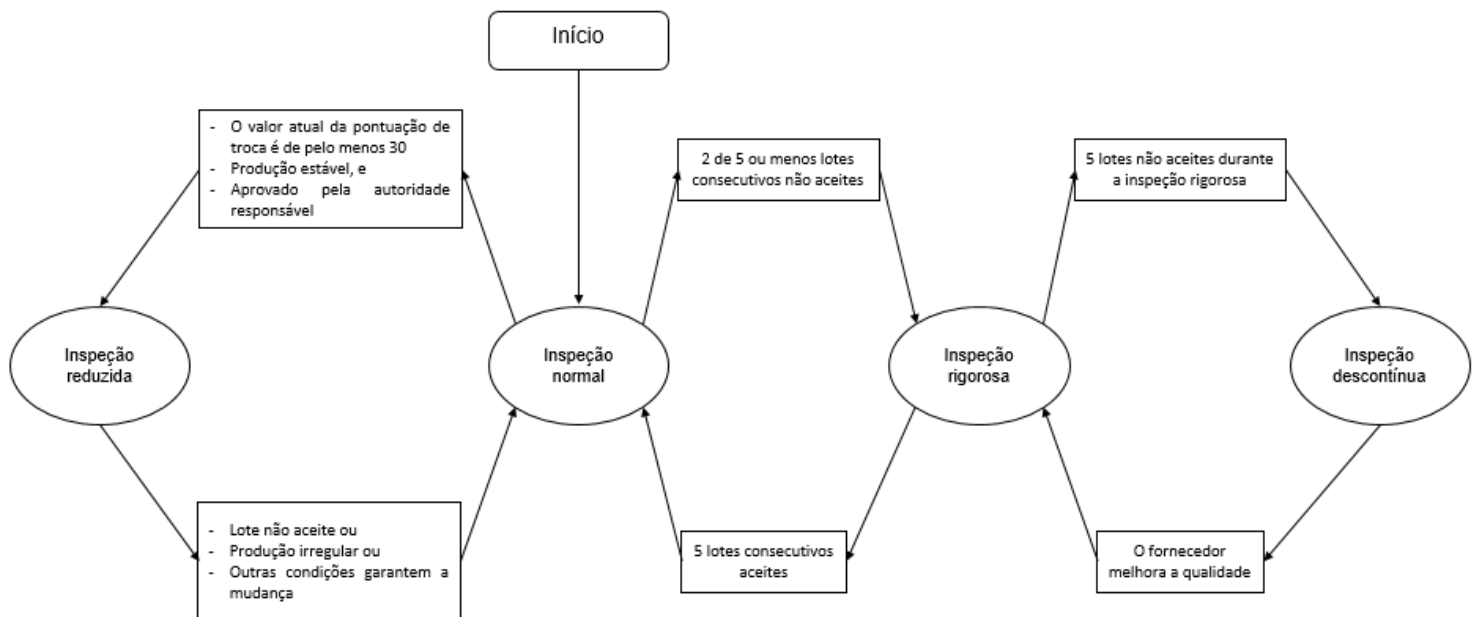 Início
- O valor atual da pontuação de
troca é de pelo menos 30
- Produção estável, e
- Aprovado pela autoridade
responsável
2 de 5 ou menos lotes
consecutivos não aceites
5 lotes não aceites durante
a inspeção rigorosa
Inspeção
reduzida
Inspeção
normal
Inspeção
rigorosa
Inspeção
descontínua
- Lote não aceite ou
- Produção irregular ou
- Outras condições garantem a
mudança
5 lotes consecutivos
aceites
O fornecedor
melhora a qualidade